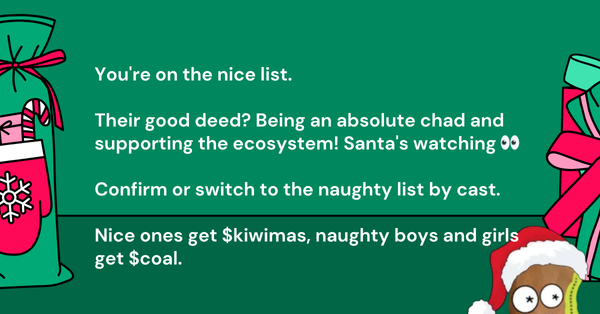 You're on the nice list.
Their good deed? Being an absolute chad and
supporting the ecosystem! Santa's watching 👀
Confirm or switch to the naughty list by cast.
Nice ones get $kiwimas, naughty boys and girls
get $coal.